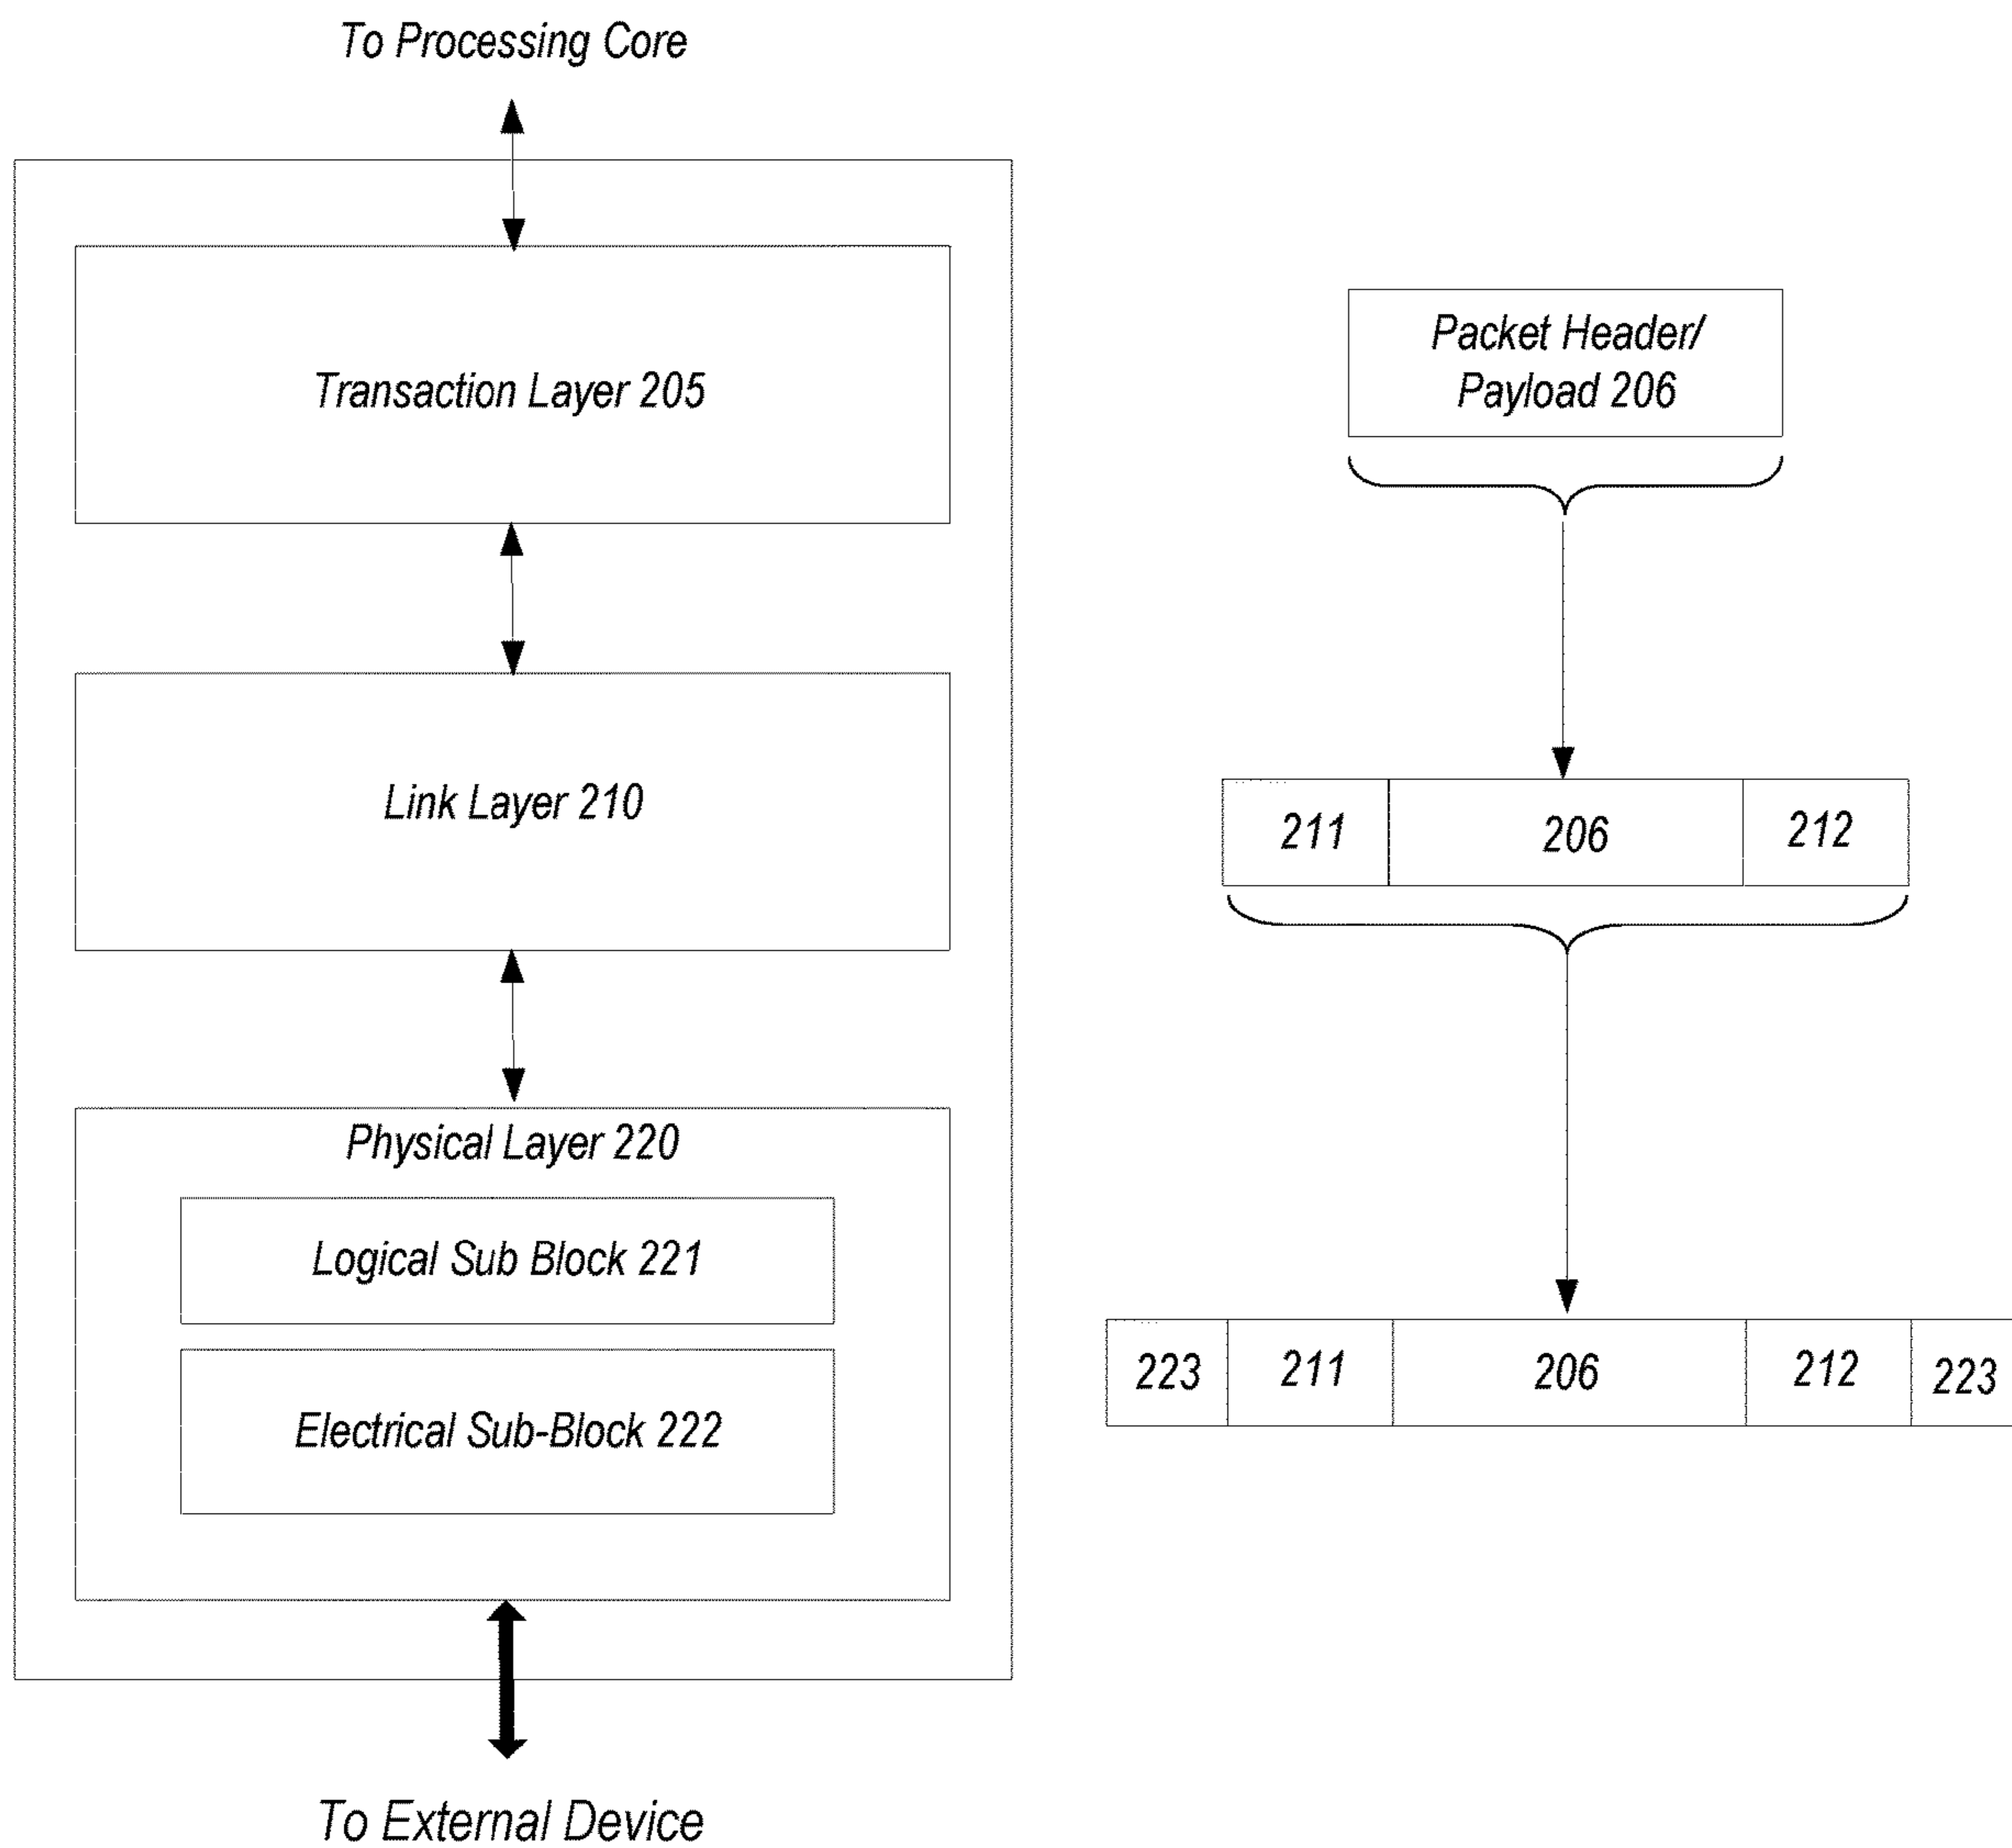 To Processing Core
Transaction Layer 205
Packet Header/
Payload 206
Link Layer 210
211 206 212
Physical Layer 220
Logical Sub Block 221
Electrical Sub-Block 222
223 211 206 212 223
To External Device